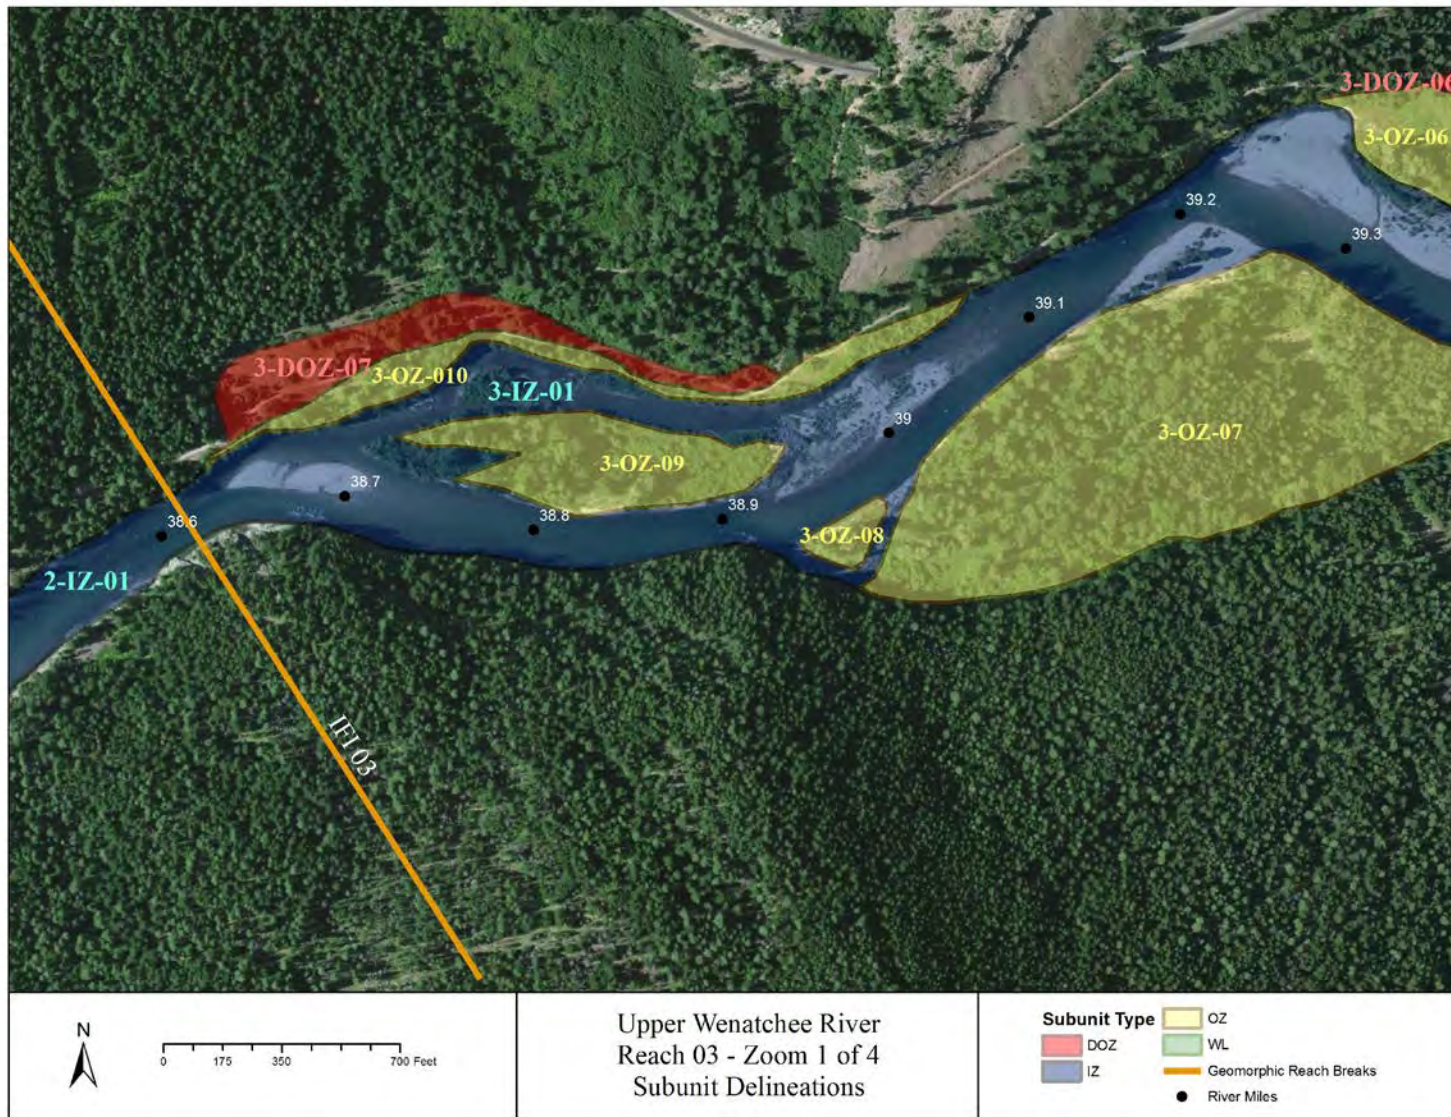 3-DOZ-06
3-OZ-06
39.2
39.3
39.1
3-DOZ-07
3-OZ-010
3-IZ-01
39
3-OZ-07
3-OZ-09
38.7
38.9
38.8
38.6
3-OZ-08
2-IZ-01
IFI 03
N
0 175 350 700 Feet
Upper Wenatchee River
Reach 03 - Zoom 1 of 4
Subunit Delineations
Subunit Type
DOZ
IZ
OZ
WL
Geomorphic Reach Breaks
River Miles